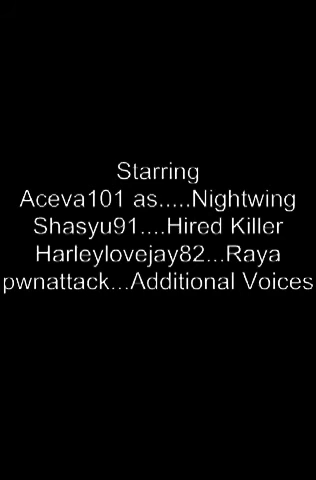 Starring
Aceva101 as.....Nightwing
Shasyu91....Hired Killer
Harleylovejay82...Raya
pwnattack...Additional Voices